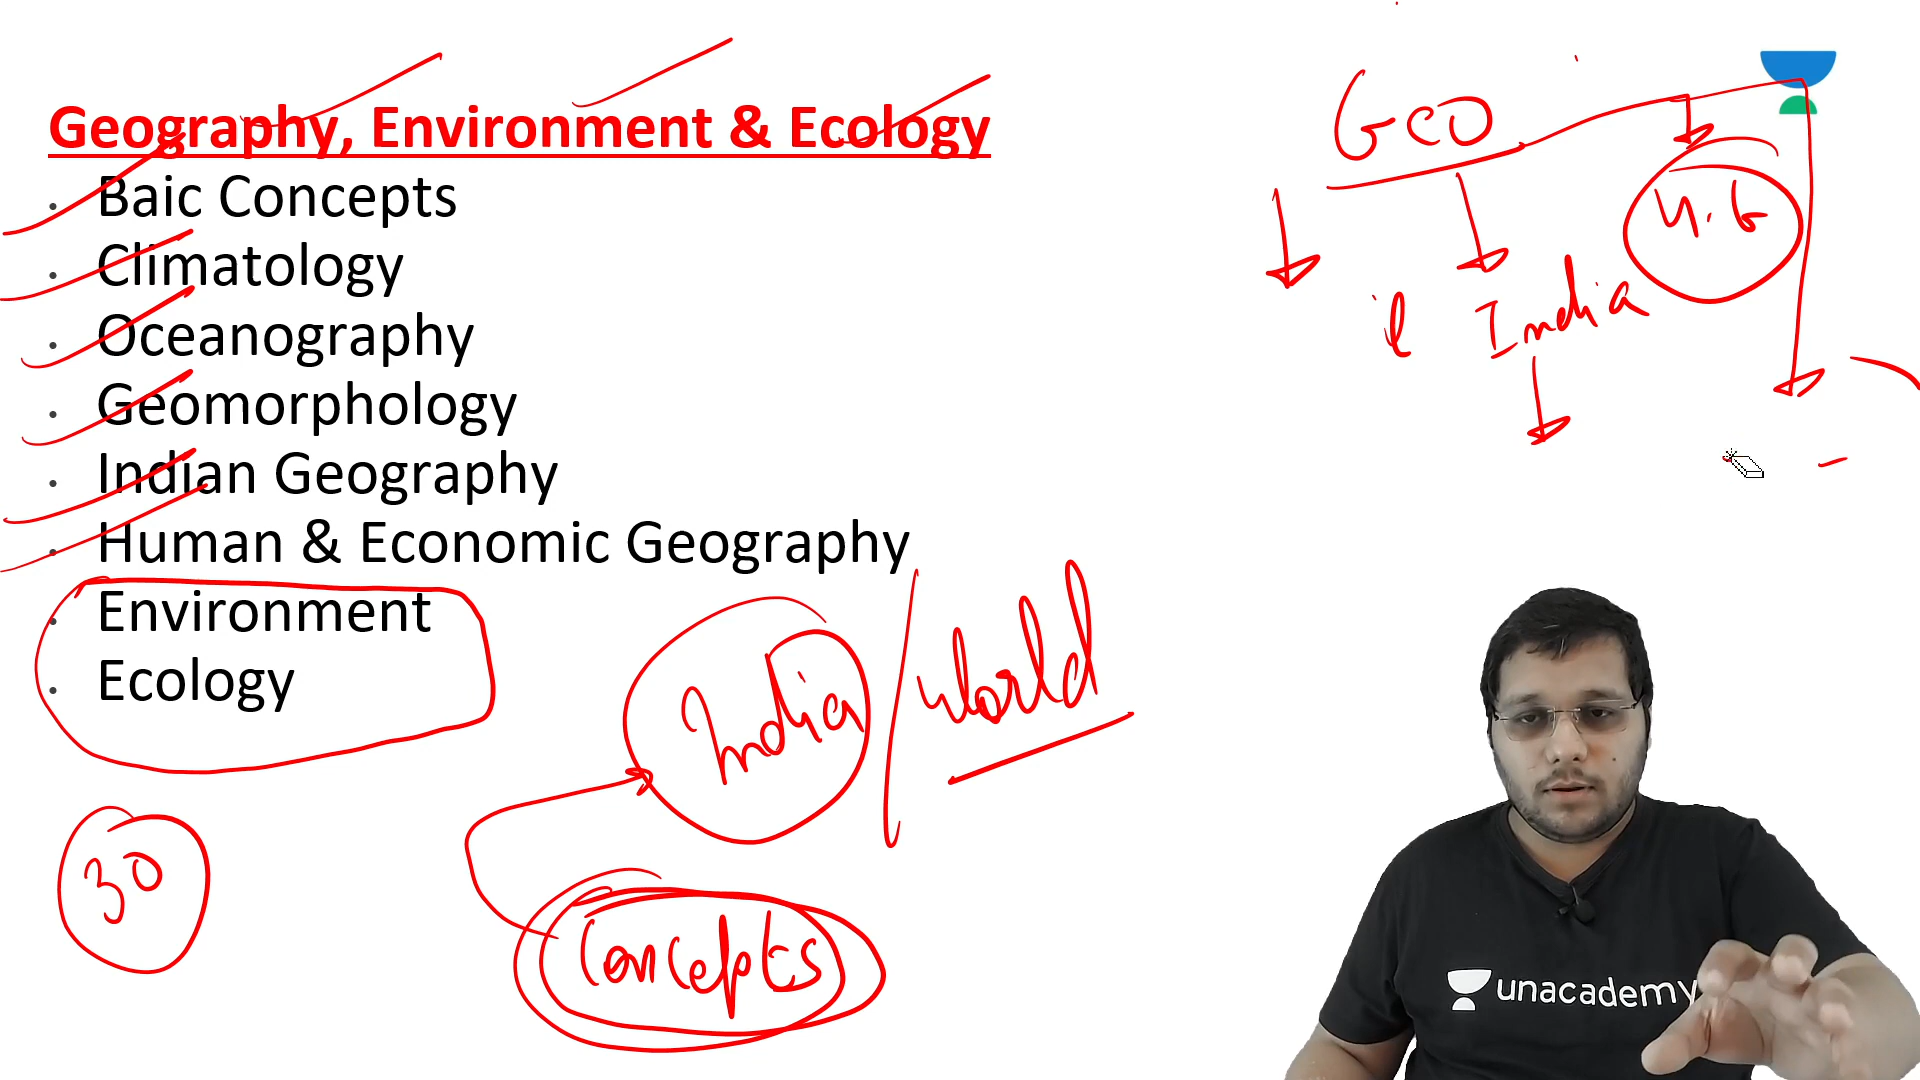 Geography, Environment & Ecology
Baic Concepts
Climatology
Oceanography
Geomorphology
Indian Geography
Human & Economic Geography
Environment
Ecology
30
India / World
Concepts
GEO
India
unacademy